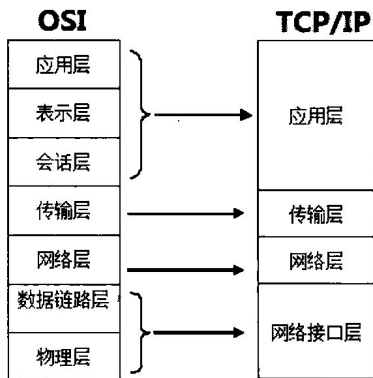 OSI
TCP/IP
应用层
表示层
会话层
传输层
网络层
数据链路层
物理层
应用层
传输层
网络层
网络接口层